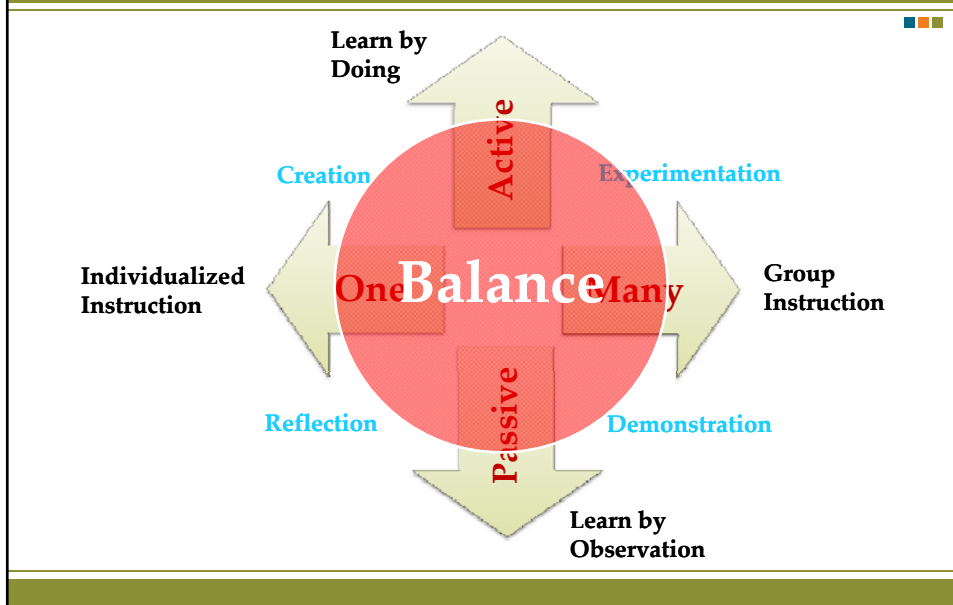 Learn by
Doing
Active
Creation
Experimentation
Individualized
Instruction
One
Balance
Many
Group
Instruction
Reflection
Passive
Demonstration
Learn by
Observation